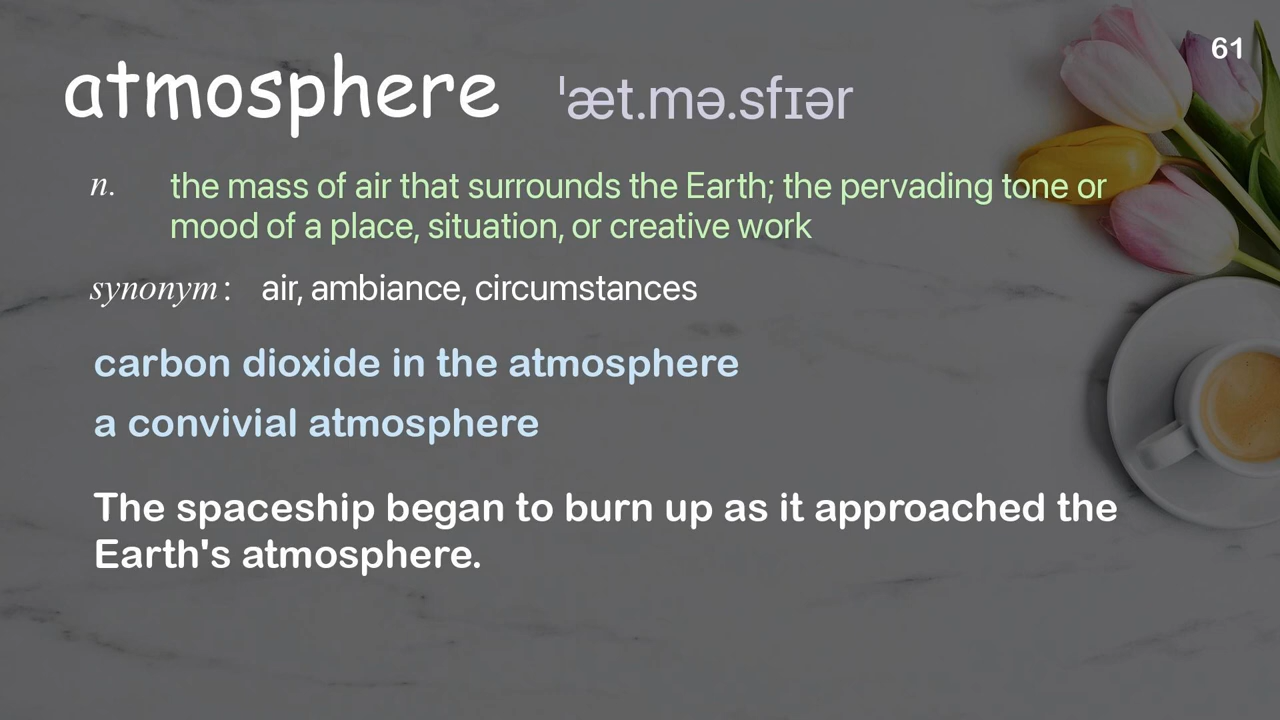 61
atmosphere ˈæt.mə.sfɪər
n. the mass of air that surrounds the Earth; the pervading tone or
mood of a place, situation, or creative work
synonym: air, ambiance, circumstances
carbon dioxide in the atmosphere
a convivial atmosphere
The spaceship began to burn up as it approached the
Earth's atmosphere.